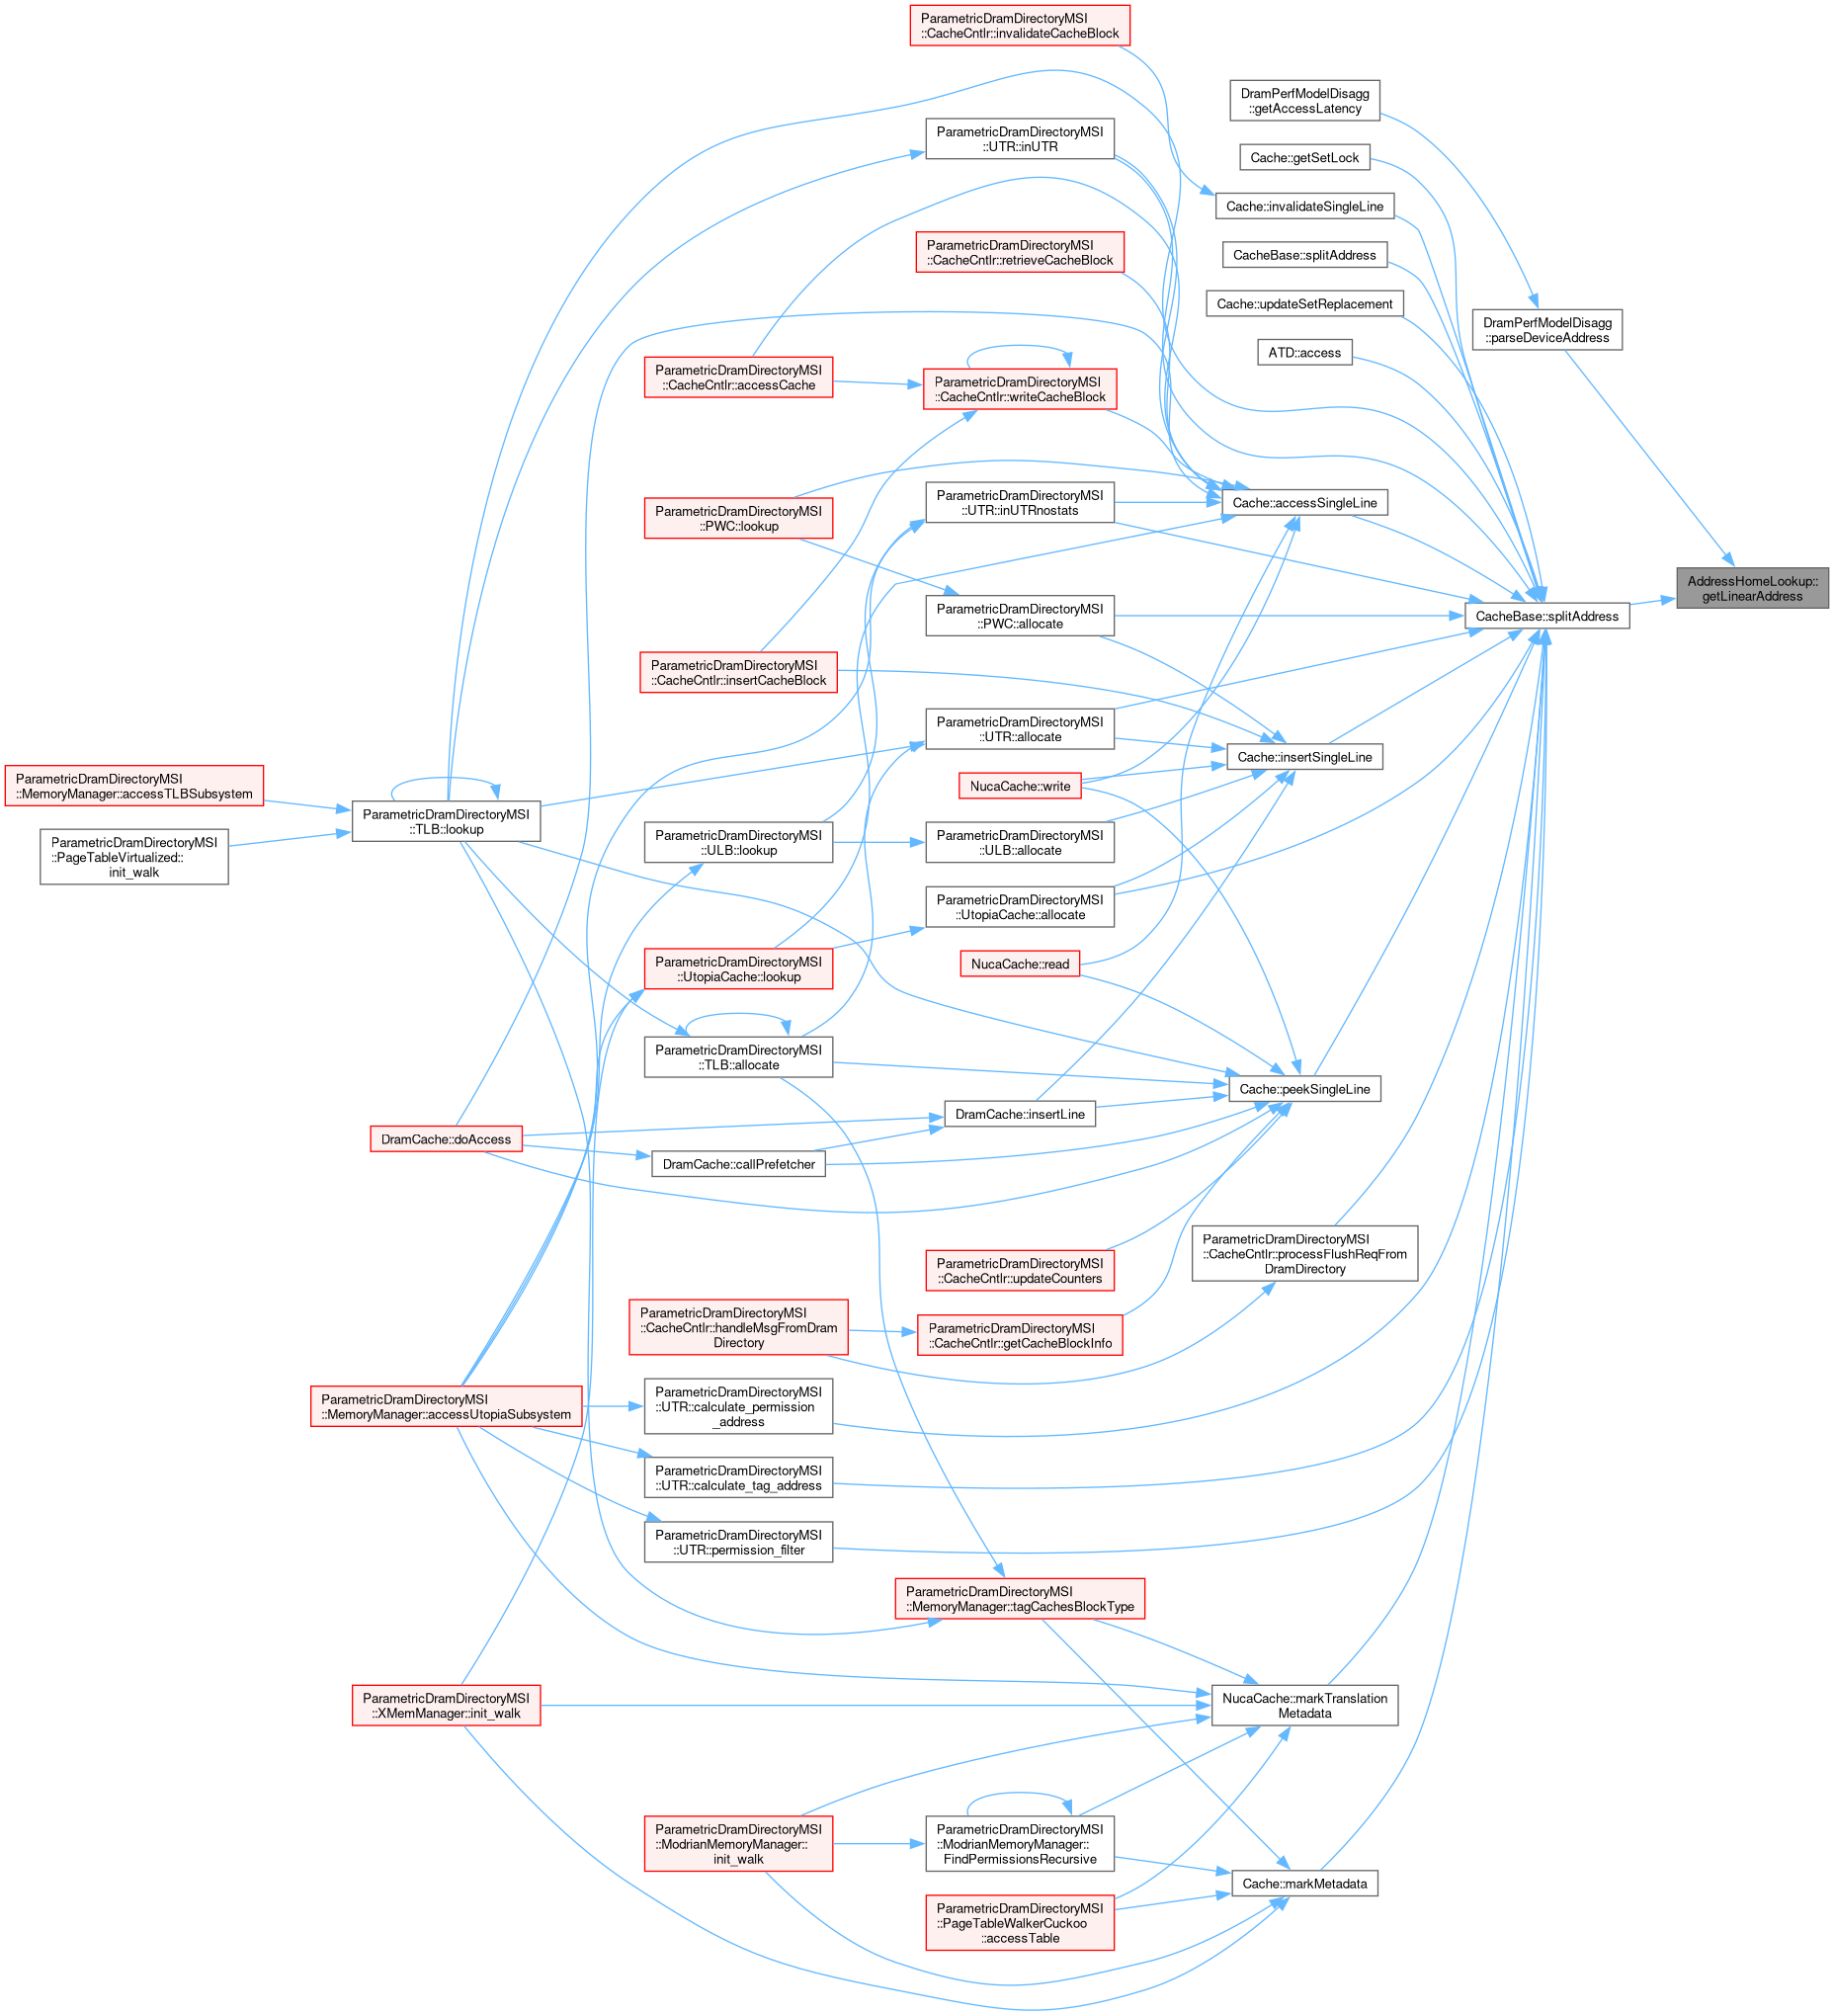 ParametricDramDirectoryMSI
::CacheCntlr::invalidateCacheBlock
DramPerfModelDisagg
::getAccessLatency
ParametricDramDirectoryMSI
::UTR::inUTR
Cache::getSetLock
Cache::invalidateSingleLine
ParametricDramDirectoryMSI
::CacheCntlr::retrieveCacheBlock
CacheBase::splitAddress
Cache::updateSetReplacement
DramPerfModelDisagg
::parseDeviceAddress
ATD::access
ParametricDramDirectoryMSI
::CacheCntlr::accessCache
ParametricDramDirectoryMSI
::CacheCntlr::writeCacheBlock
ParametricDramDirectoryMSI
::PWC::lookup
ParametricDramDirectoryMSI
::UTR::inUTRnostats
Cache::accessSingleLine
AddressHomeLookup::
getLinearAddress
ParametricDramDirectoryMSI
::PWC::allocate
CacheBase::splitAddress
ParametricDramDirectoryMSI
::CacheCntlr::insertCacheBlock
ParametricDramDirectoryMSI
::UTR::allocate
Cache::insertSingleLine
ParametricDramDirectoryMSI
::MemoryManager::accessTLBSubsystem
NucaCache::write
ParametricDramDirectoryMSI
::TLB::lookup
ParametricDramDirectoryMSI
::PageTableVirtualized::
init_walk
ParametricDramDirectoryMSI
::ULB::lookup
ParametricDramDirectoryMSI
::ULB::allocate
ParametricDramDirectoryMSI
::UtopiaCache::allocate
ParametricDramDirectoryMSI
::UtopiaCache::lookup
NucaCache::read
ParametricDramDirectoryMSI
::TLB::allocate
Cache::peekSingleLine
DramCache::insertLine
DramCache::doAccess
DramCache::callPrefetcher
ParametricDramDirectoryMSI
::CacheCntlr::updateCounters
ParametricDramDirectoryMSI
::CacheCntlr::processFlushReqFrom
DramDirectory
ParametricDramDirectoryMSI
::CacheCntlr::handleMsgFromDram
Directory
ParametricDramDirectoryMSI
::CacheCntlr::getCacheBlockInfo
ParametricDramDirectoryMSI
::MemoryManager::accessUtopiaSubsystem
ParametricDramDirectoryMSI
::UTR::calculate_permission
_address
ParametricDramDirectoryMSI
::UTR::calculate_tag_address
ParametricDramDirectoryMSI
::UTR::permission_filter
ParametricDramDirectoryMSI
::MemoryManager::tagCachesBlockType
ParametricDramDirectoryMSI
::XMemManager::init_walk
NucaCache::markTranslation
Metadata
ParametricDramDirectoryMSI
::ModrianMemoryManager::
init_walk
ParametricDramDirectoryMSI
::ModrianMemoryManager::
FindPermissionsRecursive
Cache::markMetadata
ParametricDramDirectoryMSI
::PageTableWalkerCuckoo
::accessTable